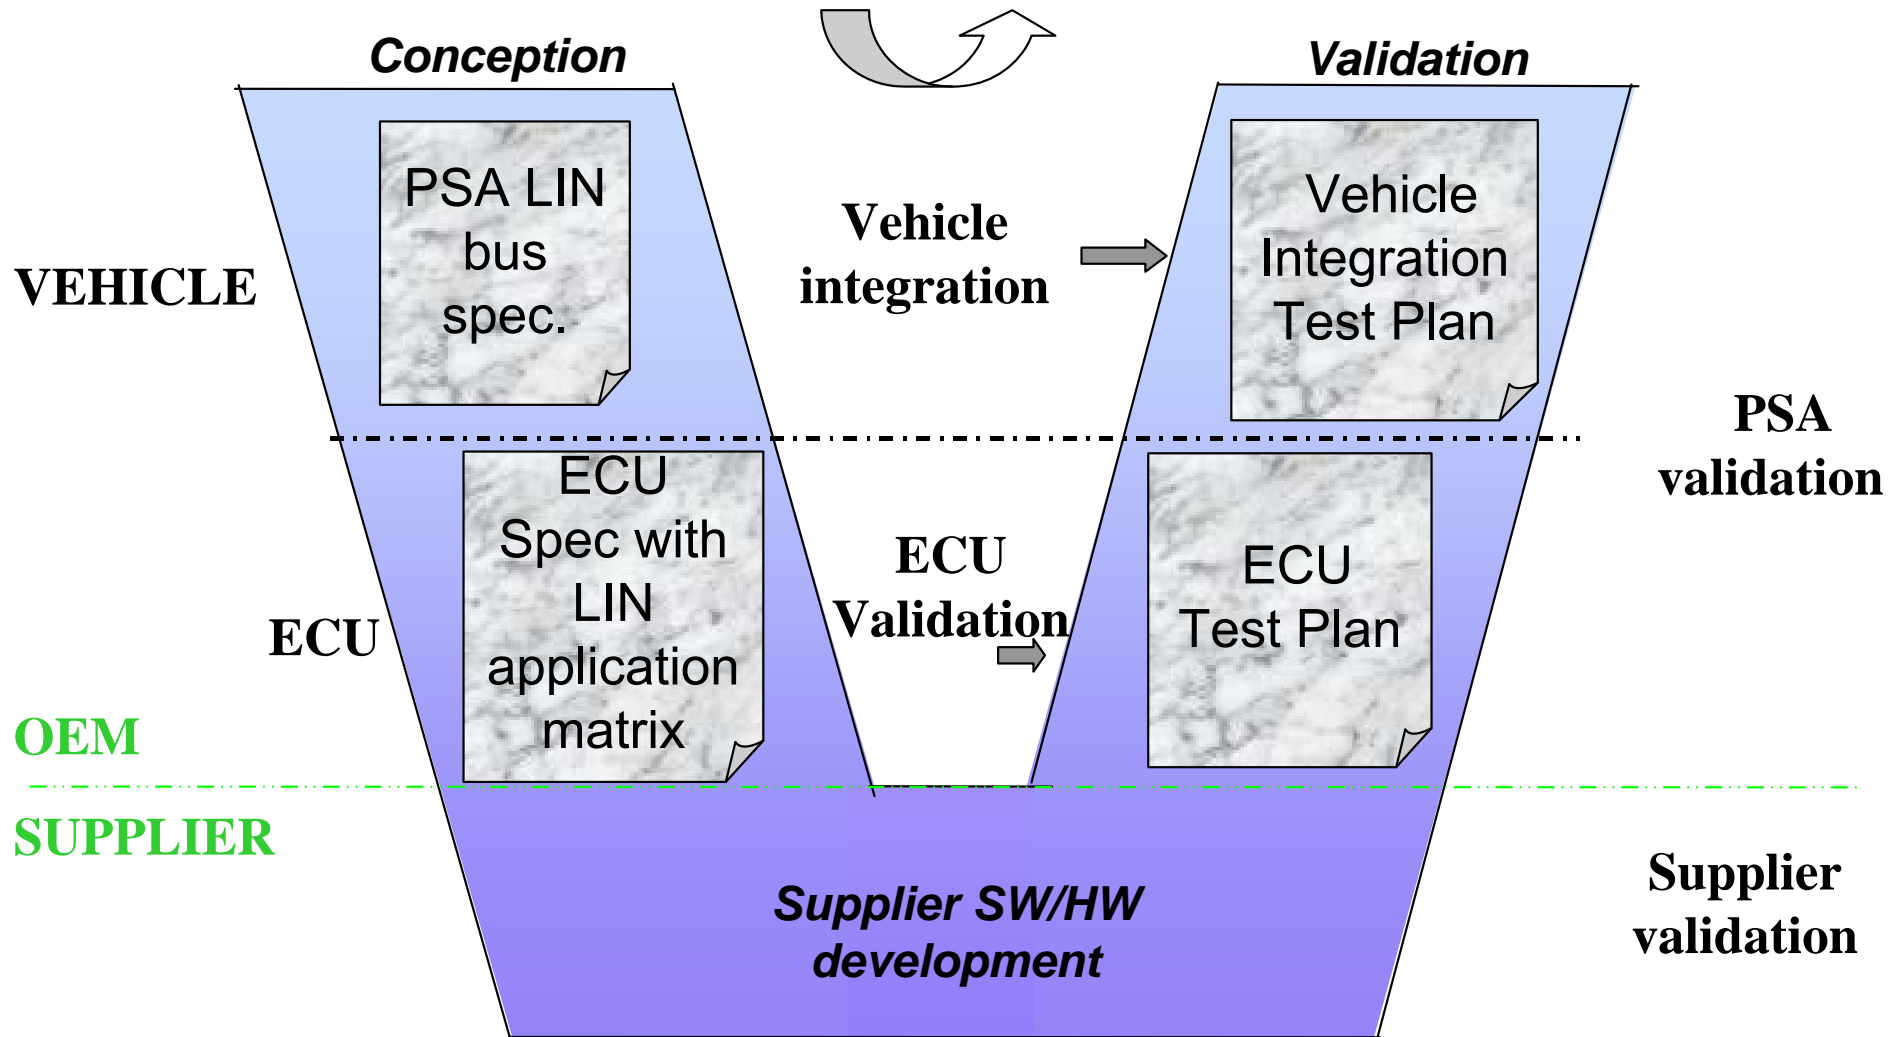 Conception
Validation
PSA LIN
bus
spec.
Vehicle
integration
Vehicle
Integration
Test Plan
VEHICLE
PSA
validation
ECU
Spec with
LIN
application
matrix
ECU
Validation
ECU
Test Plan
ECU
OEM
SUPPLIER
Supplier SW/HW
development
Supplier
validation